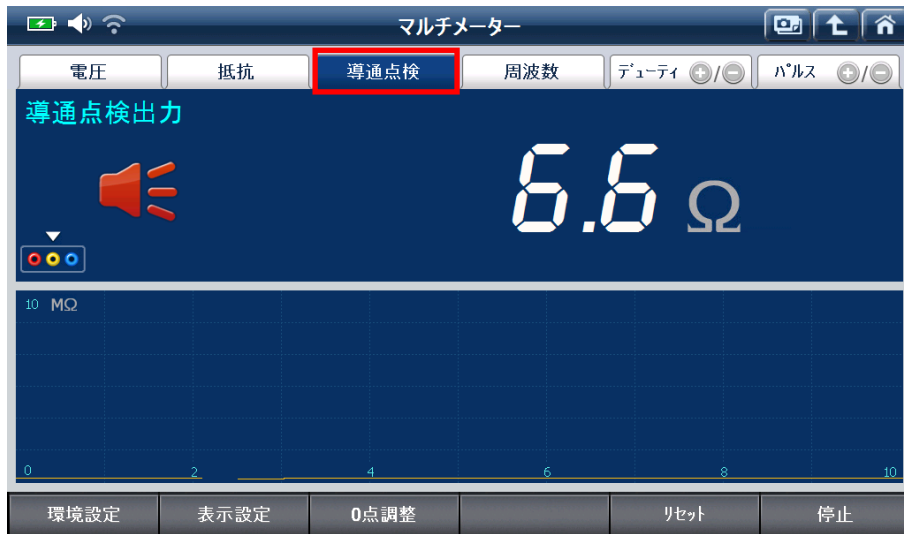 マルチメーター
電圧 抵抗 導通点検 周波数 ﾃﾞｭｰﾃｨ +/- ﾊﾟﾙｽ +/-
導通点検出力
6.6 Ω
10 MΩ
0 2 4 6 8 10
環境設定 表示設定 0点調整 ﾘｾｯﾄ 停止